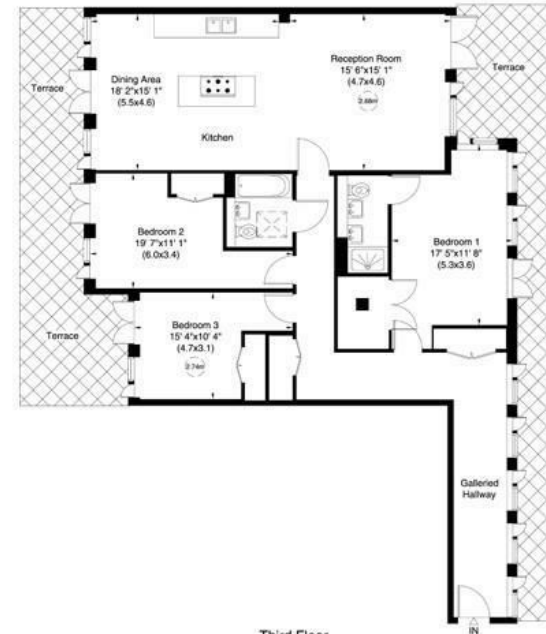 Dining Area
18' 2"x15' 1"
(5.5x4.6)
Reception Room
15' 6"x15' 1"
(4.7x4.6)
2.68m
Terrace
Terrace
Kitchen
Bedroom 2
19' 7"x11' 1"
(6.0x3.4)
Bedroom 1
17' 5"x11' 8"
(5.3x3.6)
Bedroom 3
15' 4"x10' 4"
(4.7x3.1)
2.74m
Terrace
Galleried
Hallway
Third Floor
IN